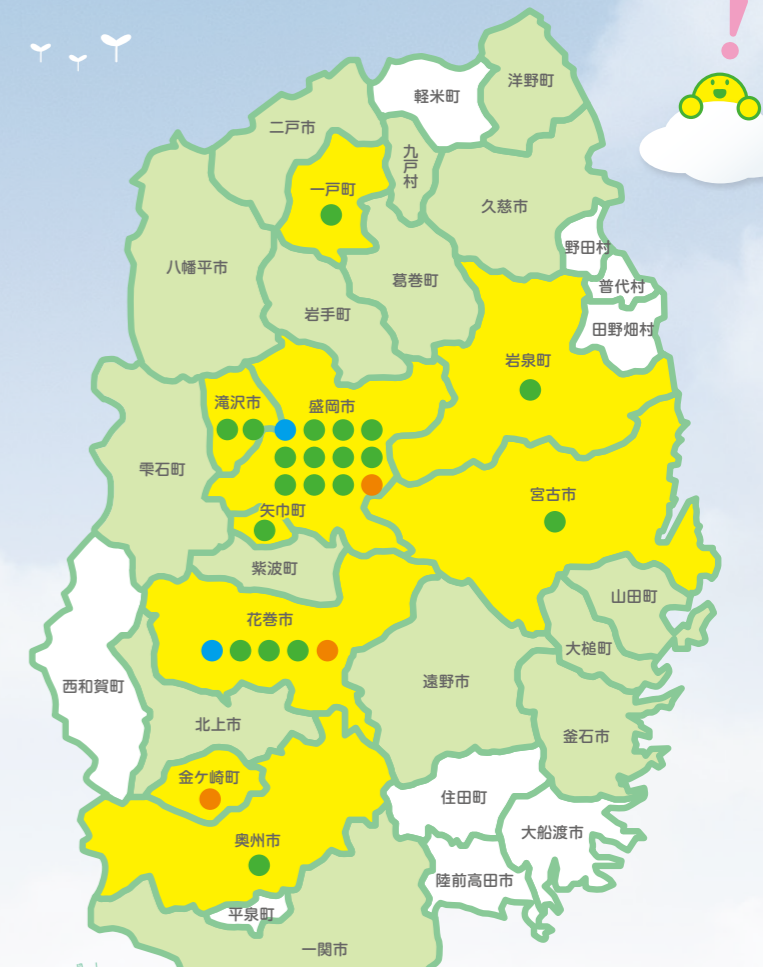 軽米町
洋野町
二戸市
九戸村
一戸町
久慈市
野田村
八幡平市
葛巻町
普代村
岩手町
田野畑村
岩泉町
滝沢市
盛岡市
雫石町
宮古市
矢巾町
紫波町
山田町
花巻市
大槌町
遠野市
西和賀町
北上市
釜石市
金ケ崎町
住田町
大船渡市
奥州市
陸前高田市
平泉町
一関市